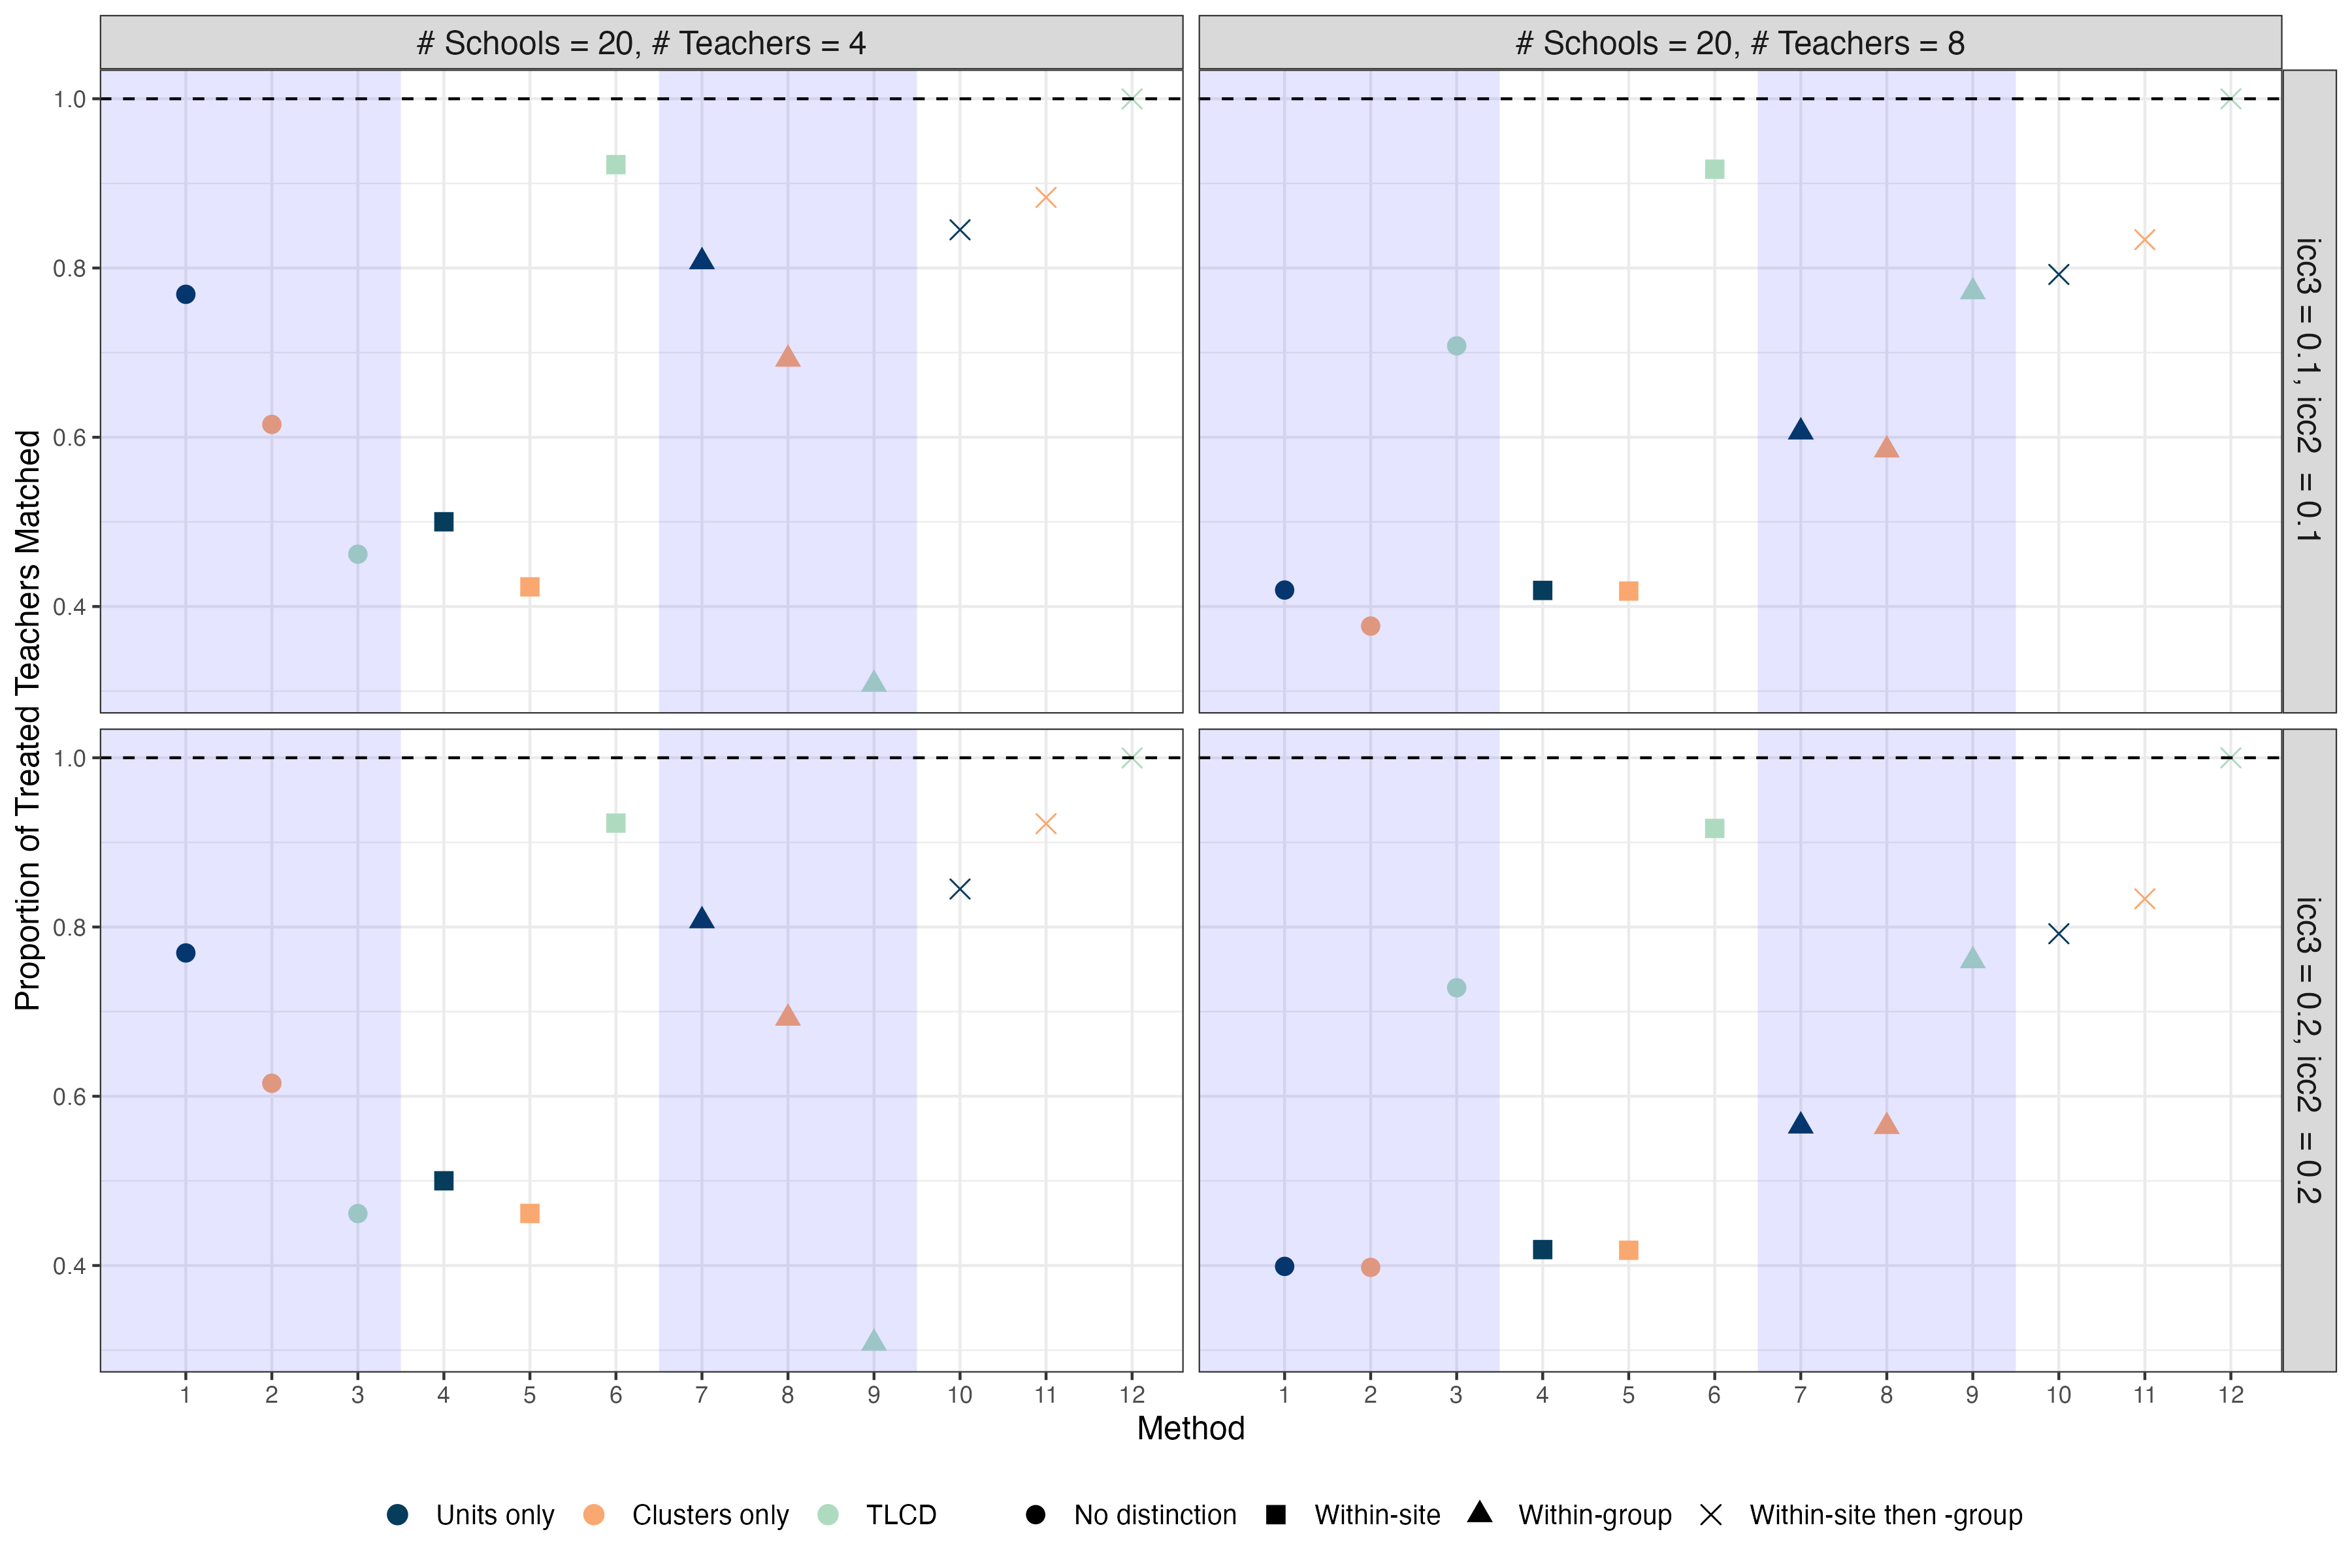 # Schools = 20, # Teachers = 4
# Schools = 20, # Teachers = 8
Proportion of Treated Teachers Matched
1.0
0.8
0.6
0.4
icc3 = 0.1, icc2 = 0.1
1.0
0.8
0.6
0.4
icc3 = 0.2, icc2 = 0.2
1 2 3 4 5 6 7 8 9 10 11 12
1 2 3 4 5 6 7 8 9 10 11 12
Method
Units only Clusters only TLCD No distinction Within-site Within-group Within-site then -group